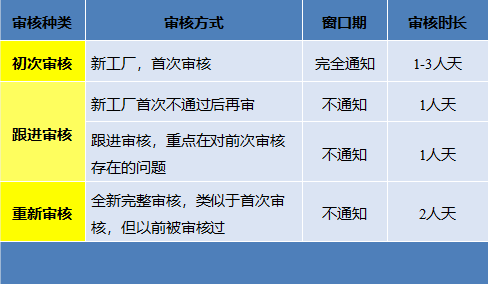 审核种类 审核方式 窗口期 审核时长
初次审核 新工厂，首次审核 完全通知 1-3人天
跟进审核 新工厂首次不通过后再审 不通知 1人天
跟进审核，重点在对前次审核
存在的问题 不通知 1人天
重新审核 全新完整审核，类似于首次审
核，但以前被审核过 不通知 2人天